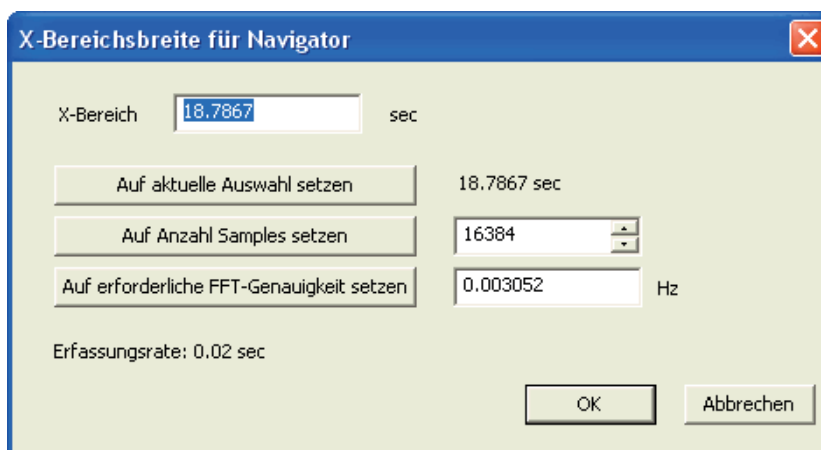 X-Bereichsbreite für Navigator
X-Bereich 18.7867 sec
Auf aktuelle Auswahl setzen 18.7867 sec
Auf Anzahl Samples setzen 16384
Auf erforderliche FFT-Genauigkeit setzen 0.003052 Hz
Erfassungsrate: 0.02 sec
OK Abbrechen